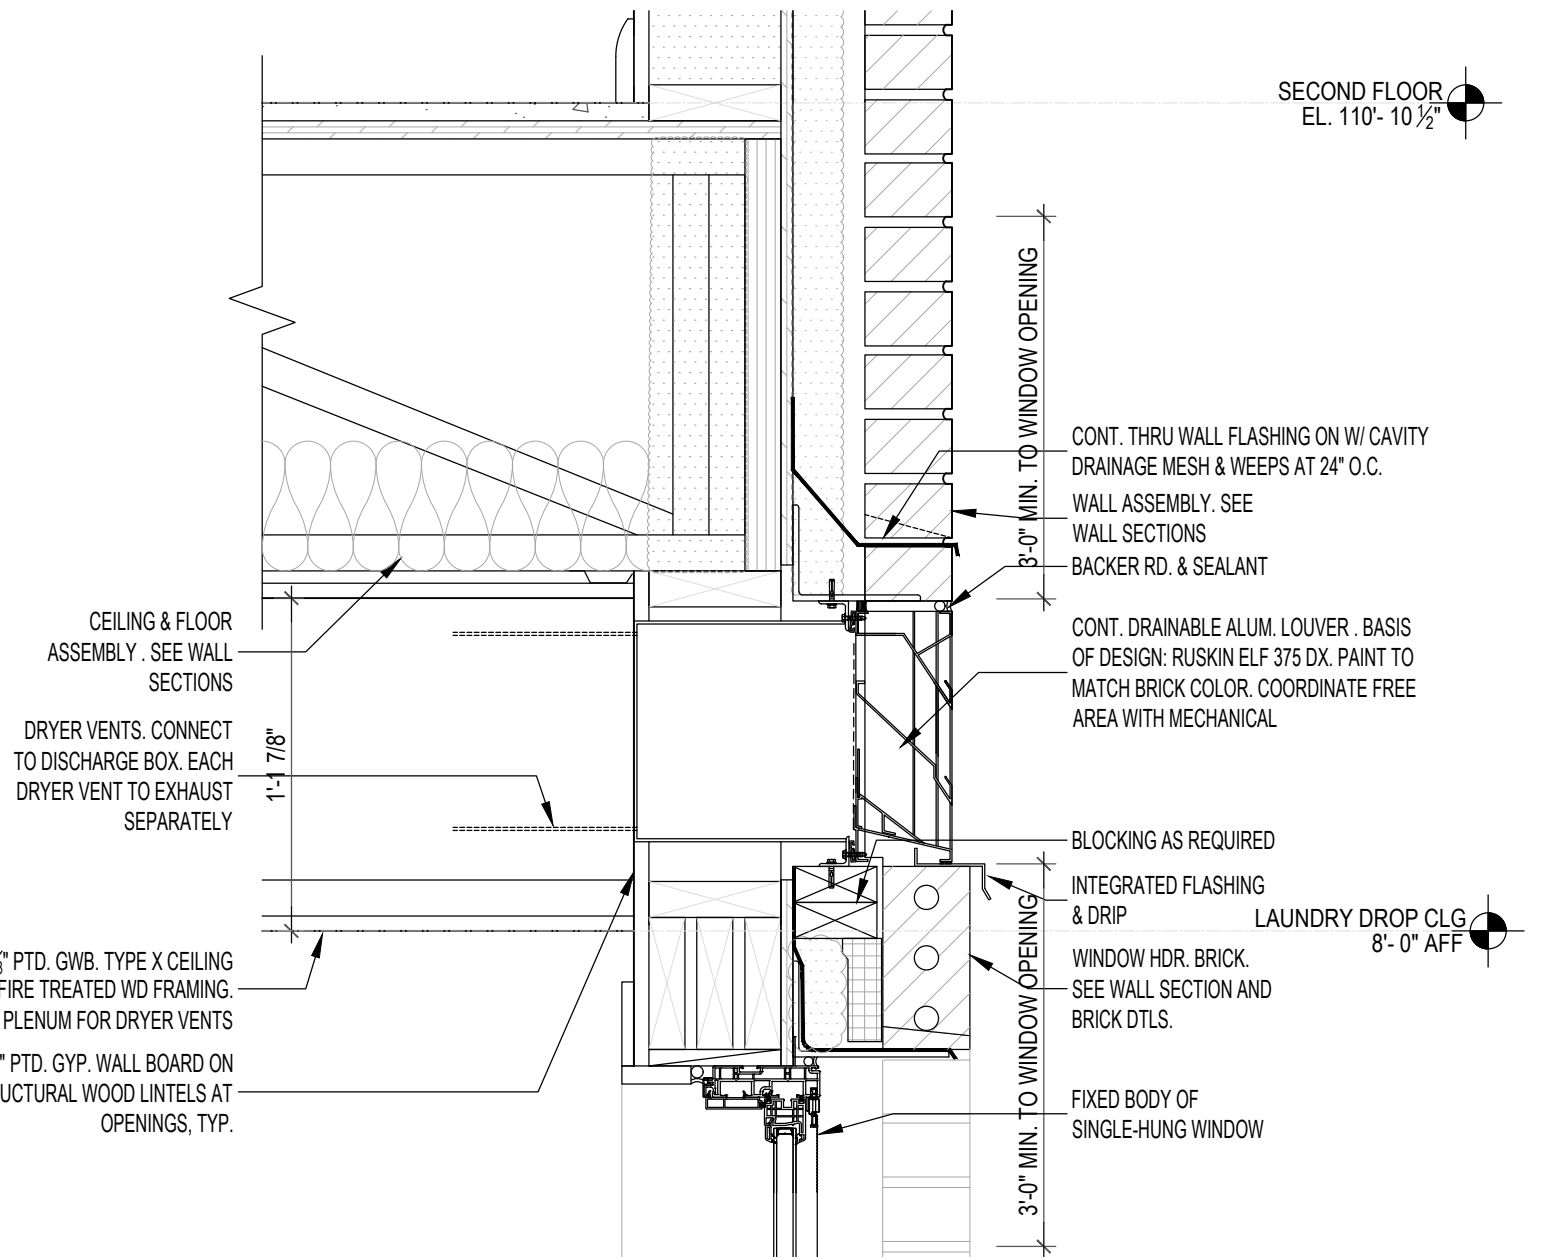 SECOND FLOOR
EL. 110'- 10 ½"
3'-0" MIN. TO WINDOW OPENING
CONT. THRU WALL FLASHING ON W/ CAVITY
DRAINAGE MESH & WEEPS AT 24" O.C.
WALL ASSEMBLY. SEE
WALL SECTIONS
BACKER RD. & SEALANT
CONT. DRAINABLE ALUM. LOUVER . BASIS
OF DESIGN: RUSKIN ELF 375 DX. PAINT TO
MATCH BRICK COLOR. COORDINATE FREE
AREA WITH MECHANICAL
BLOCKING AS REQUIRED
INTEGRATED FLASHING
& DRIP
LAUNDRY DROP CLG
8'- 0" AFF
WINDOW HDR. BRICK.
SEE WALL SECTION AND
BRICK DTLS.
3'-0" MIN. TO WINDOW OPENING
FIXED BODY OF
SINGLE-HUNG WINDOW
CEILING & FLOOR
ASSEMBLY . SEE WALL
SECTIONS
DRYER VENTS. CONNECT
TO DISCHARGE BOX. EACH
DRYER VENT TO EXHAUST
SEPARATELY
1'-1 7/8"
" PTD. GWB. TYPE X CEILING
FIRE TREATED WD FRAMING.
PLENUM FOR DRYER VENTS
" PTD. GYP. WALL BOARD ON
UCTURAL WOOD LINTELS AT
OPENINGS, TYP.